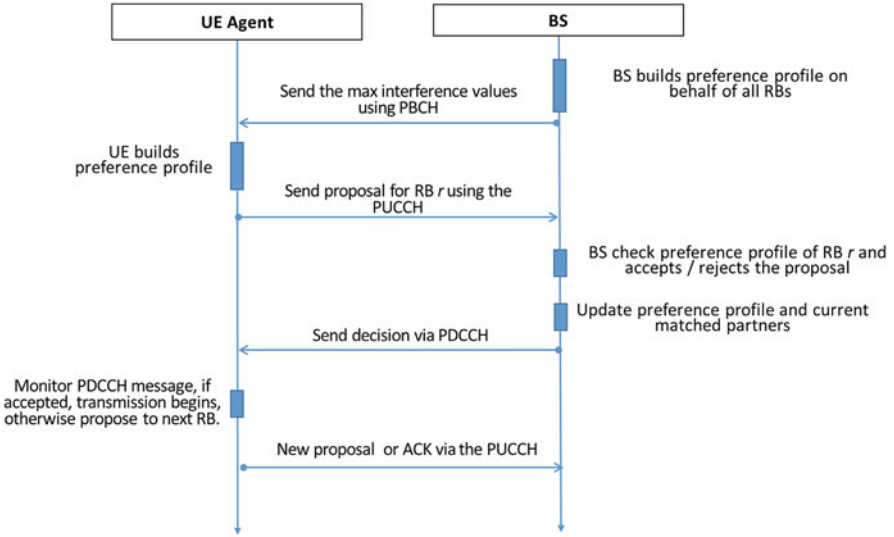 UE Agent
BS
BS builds preference profile on
behalf of all RBs
Send the max interference values
using PBCH
UE builds
preference profile
Send proposal for RB r using the
PUCCH
BS check preference profile of RB r and
accepts / rejects the proposal
Update preference profile and current
matched partners
Send decision via PDCCH
Monitor PDCCH message, if
accepted, transmission begins,
otherwise propose to next RB.
New proposal or ACK via the PUCCH